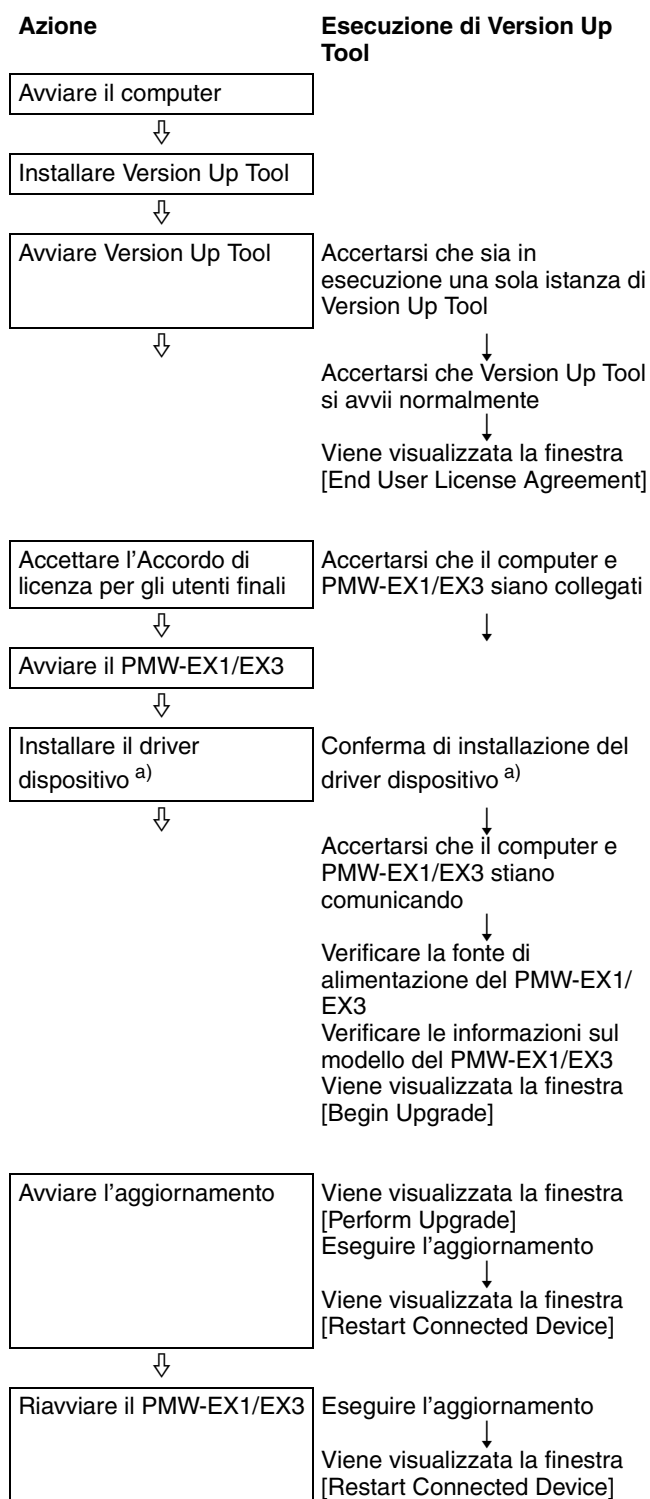 Azione
Esecuzione di Version Up
Tool
Avviare il computer
Installare Version Up Tool
Avviare Version Up Tool
Accertarsi che sia in
esecuzione una sola istanza di
Version Up Tool
Accertarsi che Version Up Tool
si avvii normalmente
Viene visualizzata la finestra
[End User License Agreement]
Accettare l'Accordo di
licenza per gli utenti finali
Accertarsi che il computer e
PMW-EX1/EX3 siano collegati
Avviare il PMW-EX1/EX3
Installare il driver
dispositivo a)
Conferma di installazione del
driver dispositivo a)
Accertarsi che il computer e
PMW-EX1/EX3 stiano
comunicando
Verificare la fonte di
alimentazione del PMW-EX1/
EX3
Verificare le informazioni sul
modello del PMW-EX1/EX3
Viene visualizzata la finestra
[Begin Upgrade]
Avviare l'aggiornamento
Viene visualizzata la finestra
[Perform Upgrade]
Eseguire l'aggiornamento
Viene visualizzata la finestra
[Restart Connected Device]
Riavviare il PMW-EX1/EX3
Eseguire l'aggiornamento
Viene visualizzata la finestra
[Restart Connected Device]